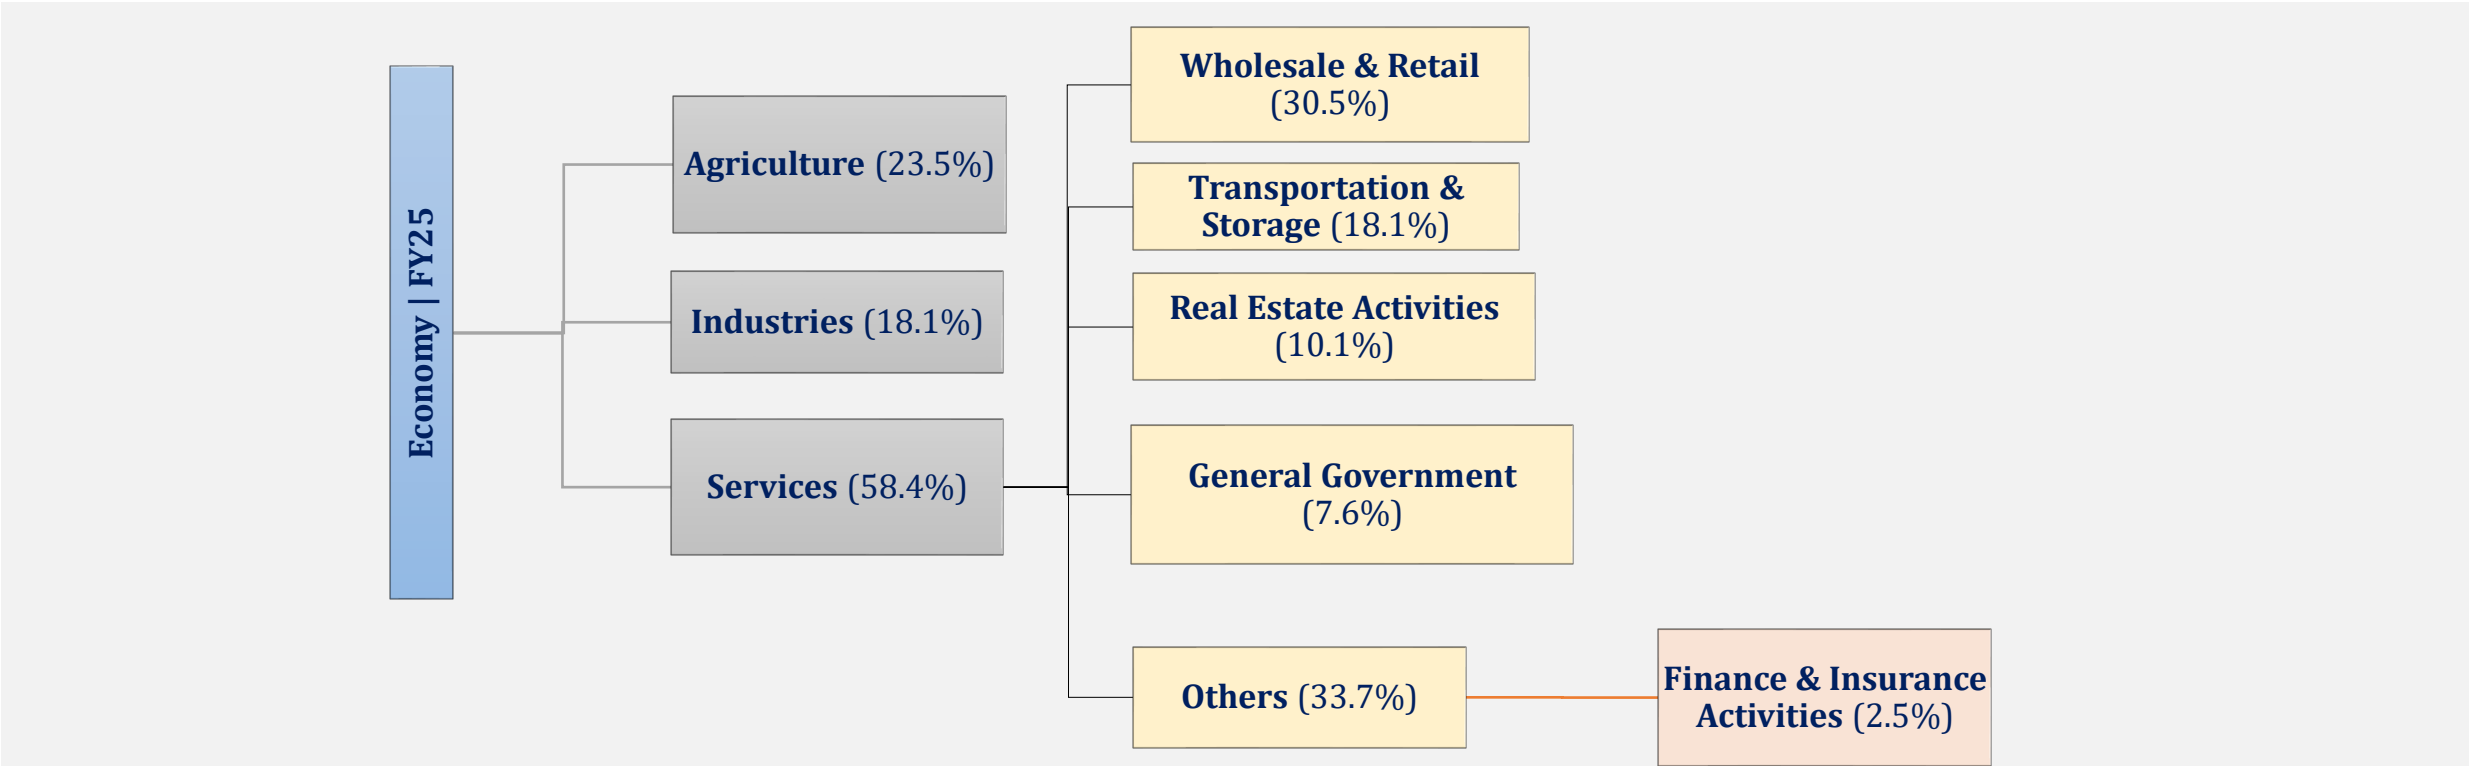 Economy | FY25
Agriculture (23.5%)
Industries (18.1%)
Services (58.4%)
Wholesale & Retail
(30.5%)
Transportation &
Storage (18.1%)
Real Estate Activities
(10.1%)
General Government
(7.6%)
Others (33.7%)
Finance & Insurance
Activities (2.5%)